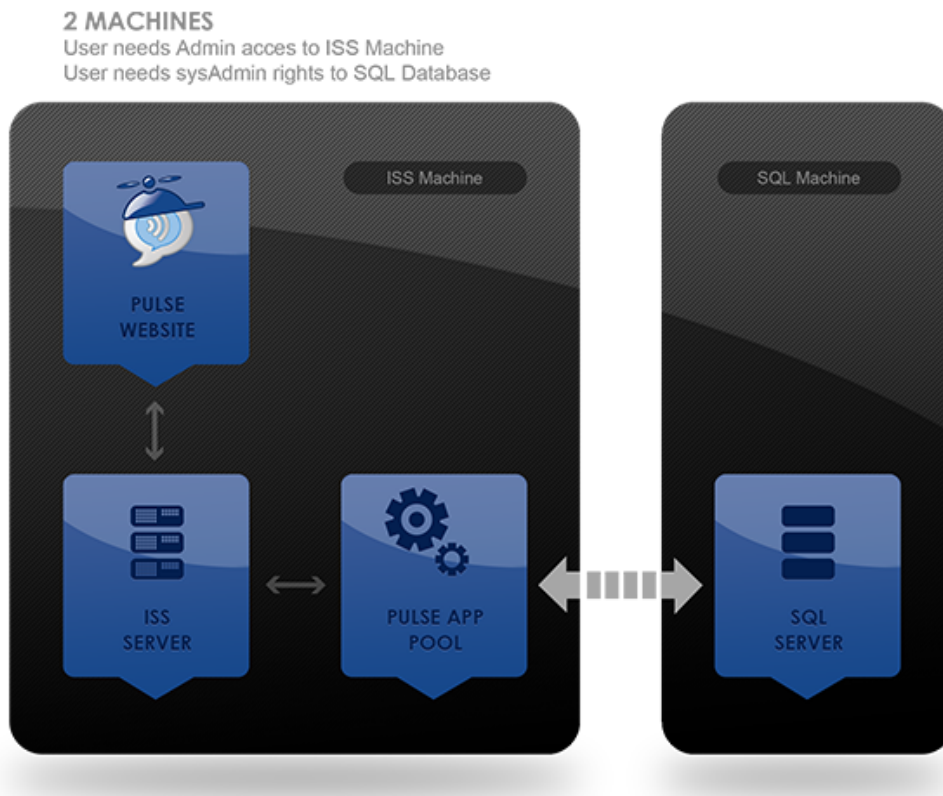 2 MACHINES
User needs Admin acces to ISS Machine
User needs sysAdmin rights to SQL Database
ISS Machine
SQL Machine
PULSE
WEBSITE
ISS
SERVER
PULSE APP
POOL
SQL
SERVER